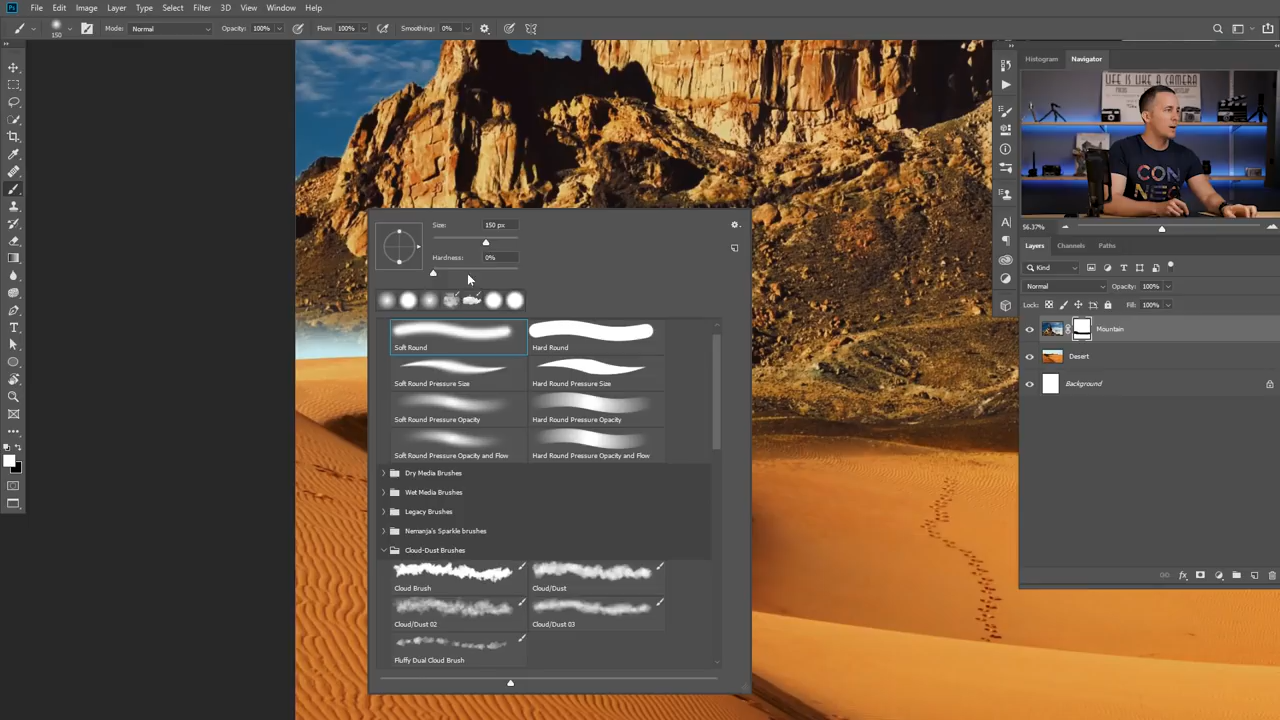 Ps File Edit Image Layer Type Select Filter 3D View Window Help
150 Mode: Normal Opacity: 100% Flow: 100% Smoothing: 0%
Histogram Navigator
LIFE IS LIKE A CAMERA
CON
NEC
56.37%
Layers Channels Paths
Kind
Normal Opacity: 100%
Lock: Fill: 100%
Mountain
Desert
Background
Size: 150 px
Hardness: 0%
Soft Round Hard Round
Soft Round Pressure Size Hard Round Pressure Size
Soft Round Pressure Opacity Hard Round Pressure Opacity
Soft Round Pressure Opacity and Flow Hard Round Pressure Opacity and Flow
Dry Media Brushes
Wet Media Brushes
Legacy Brushes
Nemanja's Sparkle brushes
Cloud-Dust Brushes
Cloud Brush Cloud/Dust
Cloud/Dust 02 Cloud/Dust 03
Fluffy Dual Cloud Brush